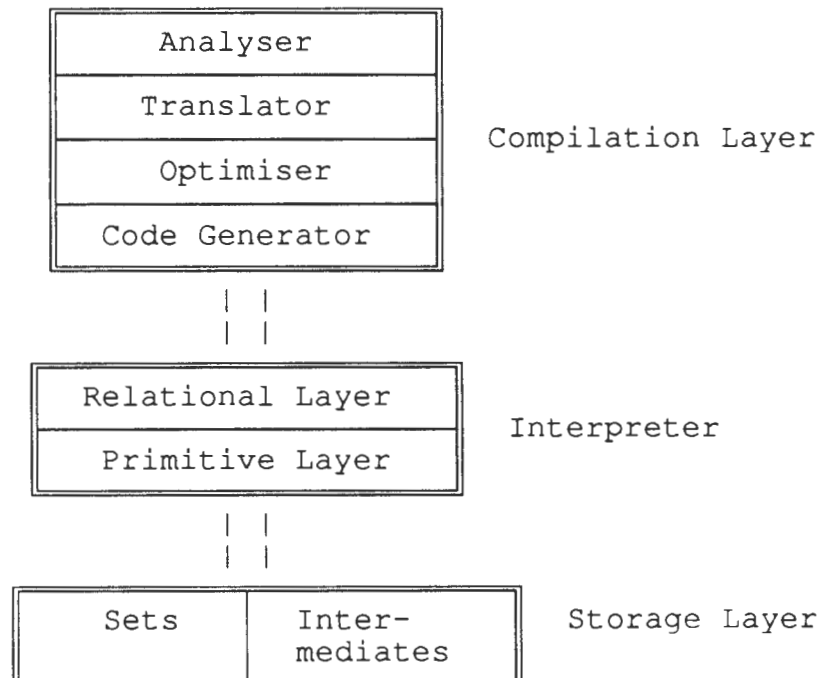 Analyser
Translator
Optimiser
Code Generator
Compilation Layer
Relational Layer
Primitive Layer
Interpreter
Sets
Inter-
mediates
Storage Layer